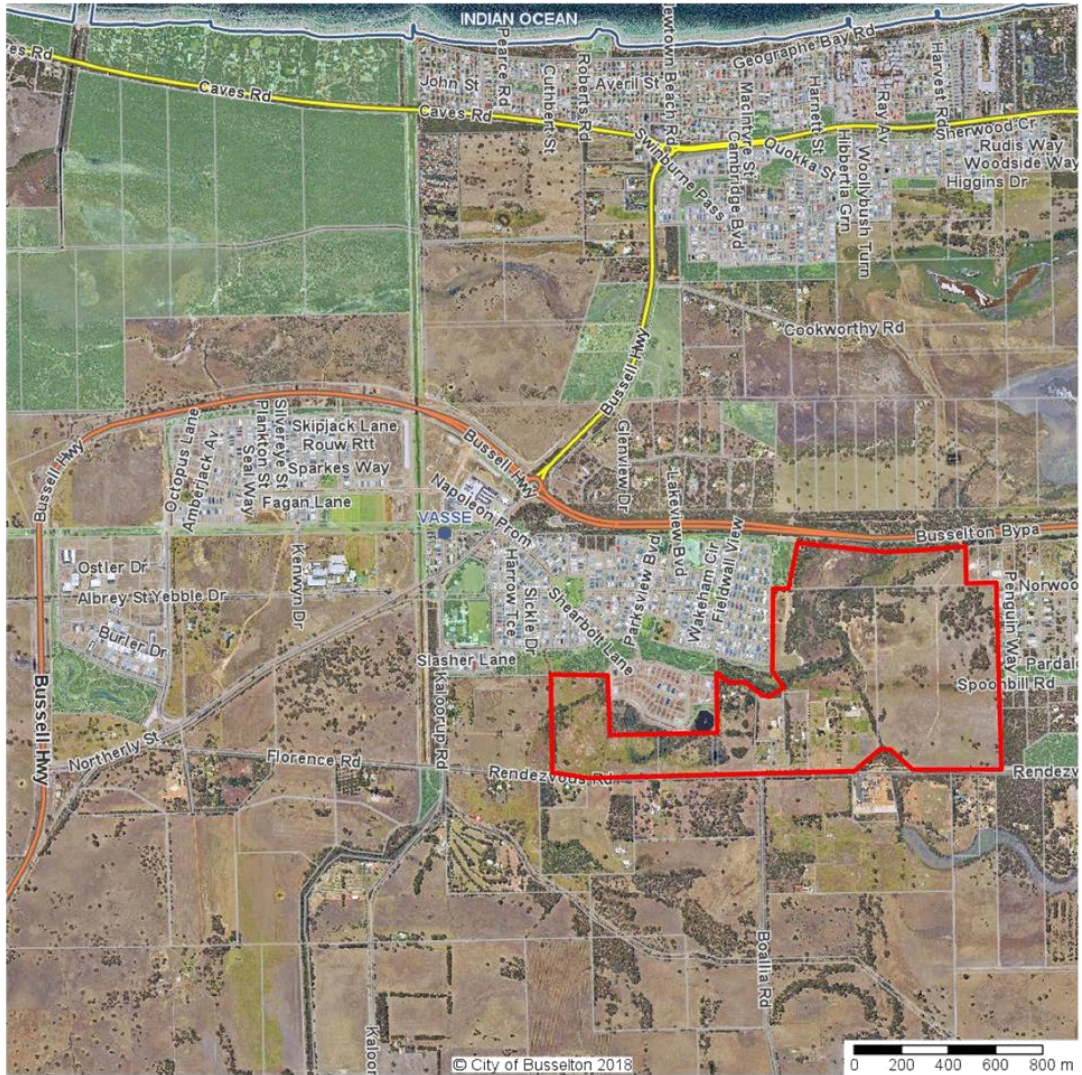 INDIAN OCEAN
Geographe Bay Rd
Pearce Rd
Cuthbert St
Roberts Rd
Averil St
John St
Harvest Rd
Ray Av
Harnett St
Caves Rd
Caves Rd
Macintyre St
Cambridge Bvd
Swinburne Pass
Quokka St
Hibbertia Grn
Woollybush Turn
Sherwood Cr
Rudis Way
Woodside Way
Higgins Dr
Cookworthy Rd
Bussell Hwy
Bussell Hwy
Bussell Hwy
Bussell Hwy
Octopus Lane
Amberjack Av
Silvereye St
Plankton St
Seal Way
Skipjack Lane
Rouw Rtt
Sparkes Way
Fagan Lane
Napoleon Prom
Glenview Dr
Lakeview Bvd
VASSE
Busselton Bypa
Ostler Dr
Albrey St
Yebble Dr
Burler Dr
Kenwyn Dr
Harrow Ice
Sickle Dr
Shearbolt Lane
Parksview Bvd
Wakeham Cir
Fieldwall View
Penguin Way
Norwoo
Pardalo
Spoonbill Rd
Slasher Lane
Kaloorup Rd
Northerly St
Florence Rd
Rendezvous Rd
Rendezv
Boallia Rd
Kaloor
© City of Busselton 2018
0 200 400 600 800 m